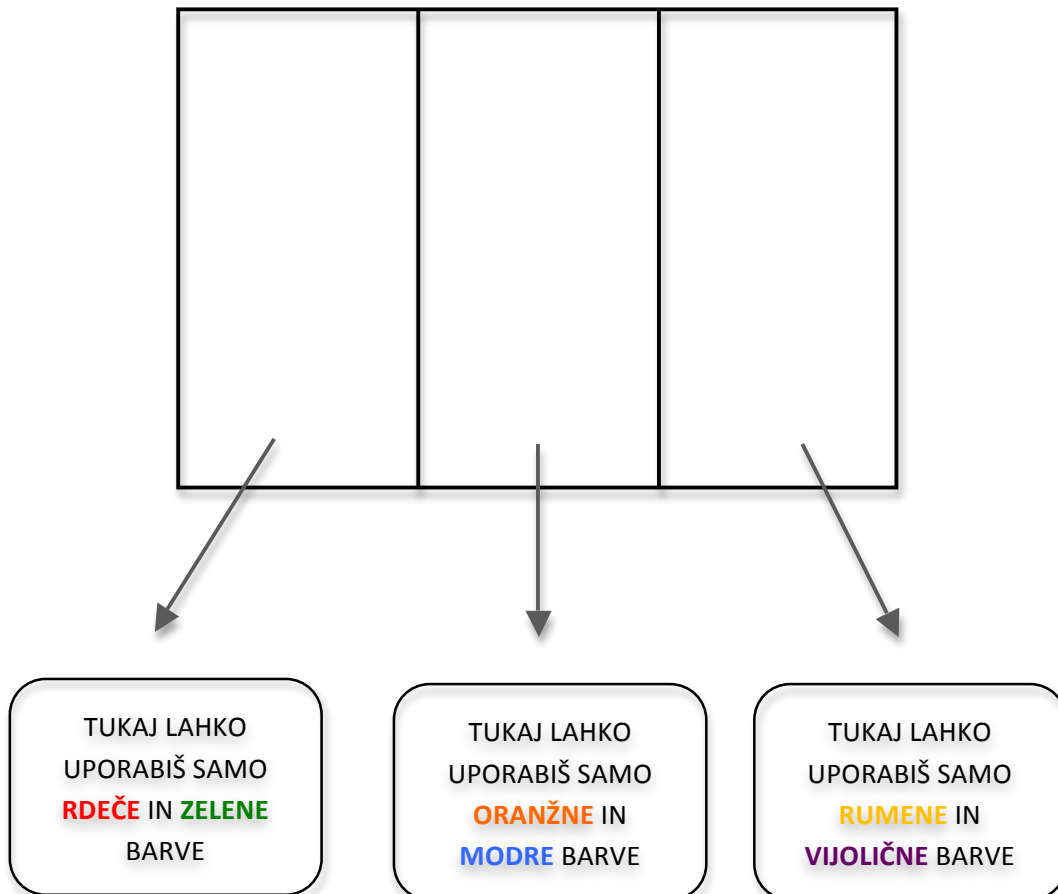 TUKAJ LAHKO
UPORABIŠ SAMO
RDEČE IN ZELENE
BARVE
TUKAJ LAHKO
UPORABIŠ SAMO
ORANŽNE IN
MODRE BARVE
TUKAJ LAHKO
UPORABIŠ SAMO
RUMENE IN
VIJOLIČNE BARVE